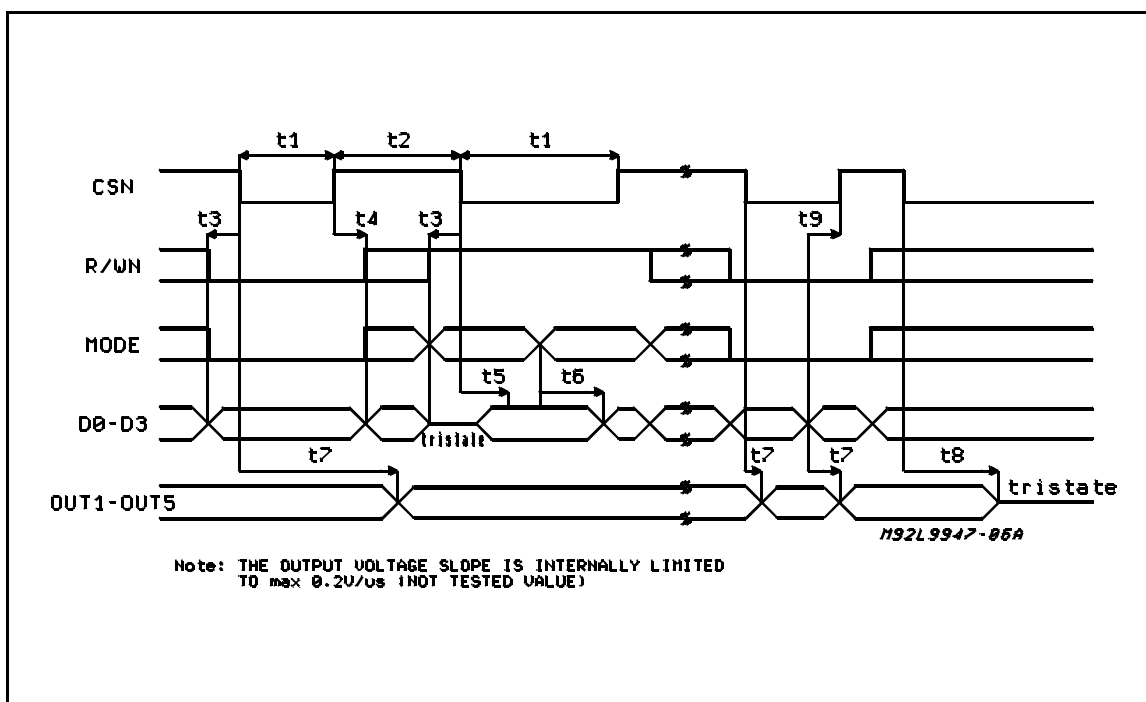 t1 t2 t1
CSN
t3 t4 t3 t9
R/WN
MODE
t5 t6
D0-D3
tristate
t7 t7 t7 t8
OUT1-OUT5
tristate
M92L9947-06A
Note: THE OUTPUT VOLTAGE SLOPE IS INTERNALLY LIMITED
TO max 0.2V/us (NOT TESTED VALUE)